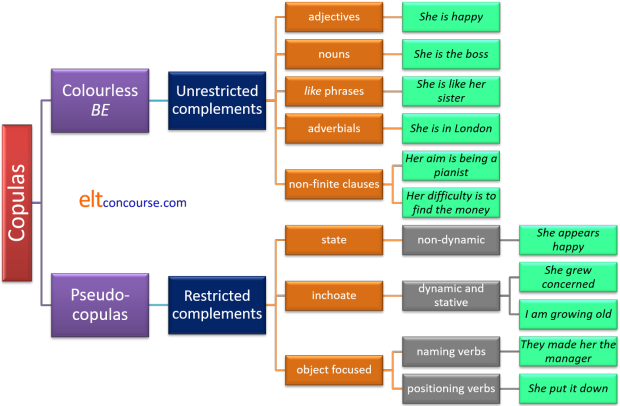 Copulas
Colourless
BE
Unrestricted
complements
adjectives
She is happy
nouns
She is the boss
like phrases
She is like her
sister
adverbials
She is in London
non-finite clauses
Her aim is being a
pianist
Her difficulty is to
find the money
eltconcourse.com
Pseudo-
copulas
Restricted
complements
state
non-dynamic
She appears
happy
inchoate
dynamic and
stative
She grew
concerned
I am growing old
object focused
naming verbs
They made her the
manager
positioning verbs
She put it down